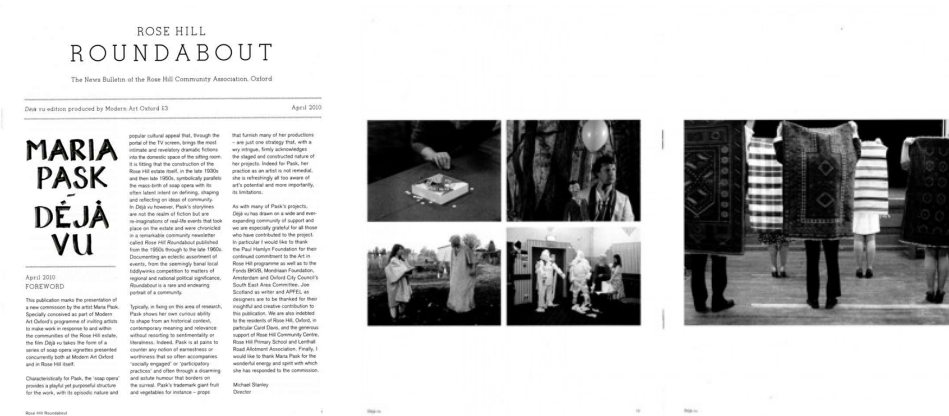 ROSE HILL
ROUNDABOUT
The News Bulletin of the Rose Hill Community Association, Oxford
Déjà vu edition produced by Modern Art Oxford £3
April 2010
MARIA
PASK
–
DÉJÀ
VU
April 2010
FOREWORD
This publication marks the presentation of
a new commission by the artist Maria Pask.
Specially conceived as part of Modern
Art Oxford's programme of inviting artists
to make work in response to and within
the communities of the Rose Hill estate,
the film Déjà vu takes the form of a
series of soap opera vignettes presented
concurrently both at Modern Art Oxford
and in Rose Hill itself.
Characteristically for Pask, the 'soap opera'
provides a playful yet purposeful structure
for the work, with its episodic nature and
popular cultural appeal that, through the
portal of the TV screen, brings the most
intimate and revelatory dramatic fictions
into the domestic space of the sitting room.
It is fitting that the construction of the
Rose Hill estate itself, in the late 1930s
and then late 1960s, symbolically parallels
the mass-birth of soap opera with its
often latent intent on defining, shaping
and reflecting on ideas of community.
In Déjà vu however, Pask's storylines
are not the realm of fiction but are
re-imaginings of real-life events that took
place on the estate and were chronicled
in a remarkable community newsletter
called Rose Hill Roundabout published
from the 1950s through to the late 1960s.
Documenting an eclectic assortment of
events, from the seemingly banal local
tiddlywinks competition to matters of
regional and national political significance,
Roundabout is a rare and endearing
portrait of a community.
Typically, in fixing on this area of research,
Pask shows her own curious ability
to shape from an historical context,
contemporary meaning and relevance
without resorting to sentimentality or
literalness. Indeed, Pask is at pains to
counter any notion of earnestness or
worthiness that so often accompanies
'socially engaged' or 'participatory
practices' and often through a disarming
and astute humour that borders on
the surreal. Pask's trademark giant fruit
and vegetables for instance – props
that furnish many of her productions
– are just one strategy that, with a
wry intrigue, firmly acknowledges
the staged and constructed nature of
her projects. Indeed for Pask, her
practice as an artist is not remedial,
she is refreshingly all too aware of
art's potential and more importantly,
its limitations.
As with many of Pask's projects,
Déjà vu has drawn on a wide and ever-
expanding community of support and
we are especially grateful for all those
who have contributed to the project.
In particular I would like to thank
the Paul Hamlyn Foundation for their
continued commitment to the Art in
Rose Hill programme as well as to the
Fonds BKVB, Mondriaan Foundation,
Amsterdam and Oxford City Council's
South East Area Committee. Joe
Scotland as writer and APFEL as
designers are to be thanked for their
insightful and creative contribution to
this publication. We are also indebted
to the residents of Rose Hill, Oxford, in
particular Carol Davis, and the generous
support of Rose Hill Community Centre,
Rose Hill Primary School and Lenthall
Road Allotment Association. Finally, I
would like to thank Maria Pask for the
wonderful energy and spirit with which
she has responded to the commission.
Michael Stanley
Director
Rose Hill Roundabout
Déjà vu
Déjà vu